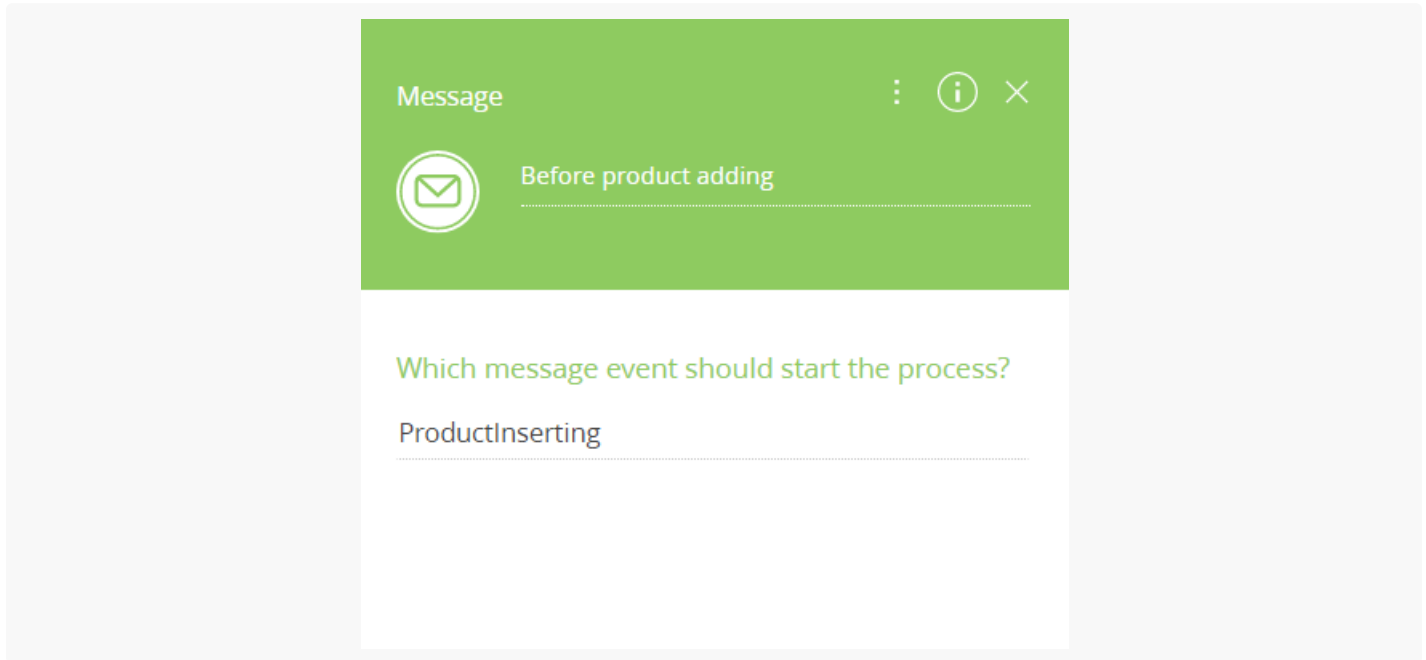 Message
Before product adding
Which message event should start the process?
ProductInserting